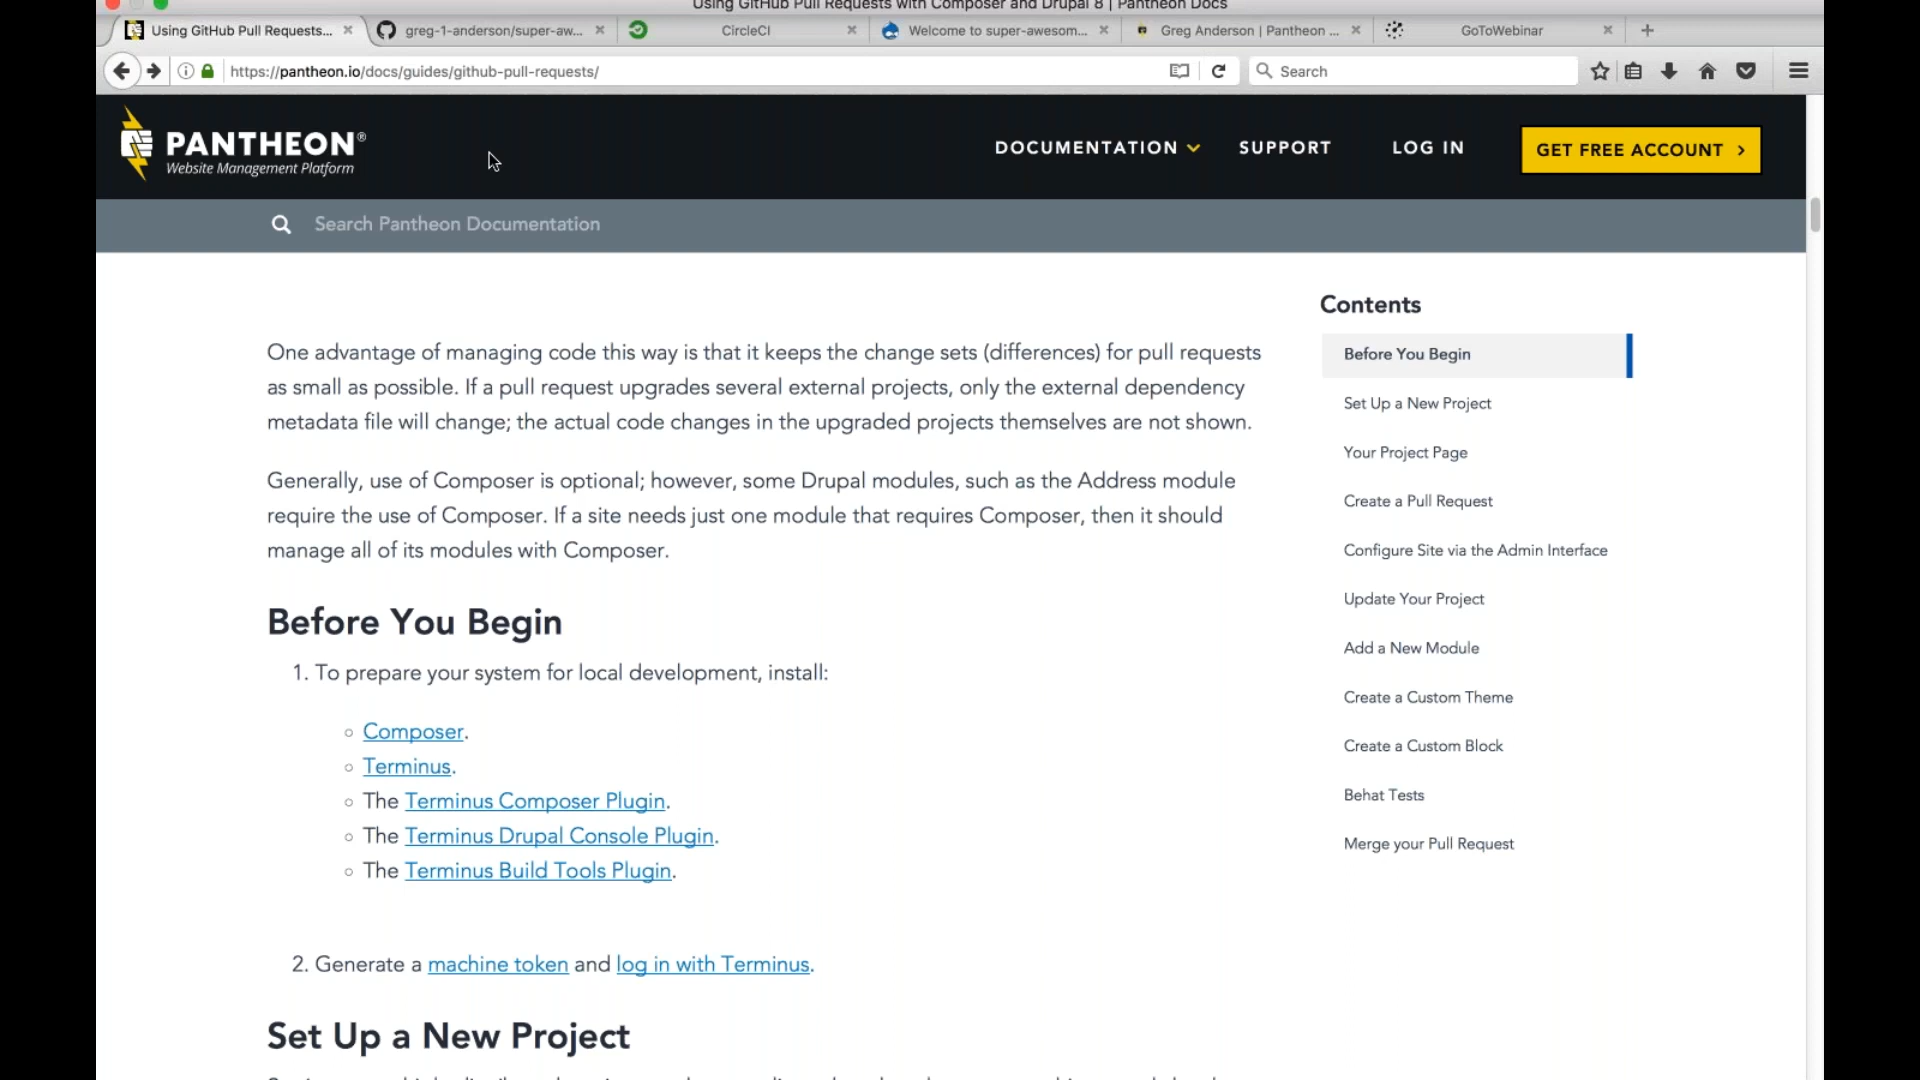 Using GitHub Pull Requests with Composer and Drupal 8 | Pantheon Docs
Using GitHub Pull Requests...
greg-1-anderson/super-aw...
CircleCI
Welcome to super-awesom...
Greg Anderson | Pantheon ...
GoToWebinar
https://pantheon.io/docs/guides/github-pull-requests/
Search
PANTHEON®
Website Management Platform
DOCUMENTATION
SUPPORT
LOG IN
GET FREE ACCOUNT >
Search Pantheon Documentation
One advantage of managing code this way is that it keeps the change sets (differences) for pull requests
as small as possible. If a pull request upgrades several external projects, only the external dependency
metadata file will change; the actual code changes in the upgraded projects themselves are not shown.
Generally, use of Composer is optional; however, some Drupal modules, such as the Address module
require the use of Composer. If a site needs just one module that requires Composer, then it should
manage all of its modules with Composer.
Before You Begin
1. To prepare your system for local development, install:
Composer.
Terminus.
The Terminus Composer Plugin.
The Terminus Drupal Console Plugin.
The Terminus Build Tools Plugin.
2. Generate a machine token and log in with Terminus.
Set Up a New Project
Contents
Before You Begin
Set Up a New Project
Your Project Page
Create a Pull Request
Configure Site via the Admin Interface
Update Your Project
Add a New Module
Create a Custom Theme
Create a Custom Block
Behat Tests
Merge your Pull Request